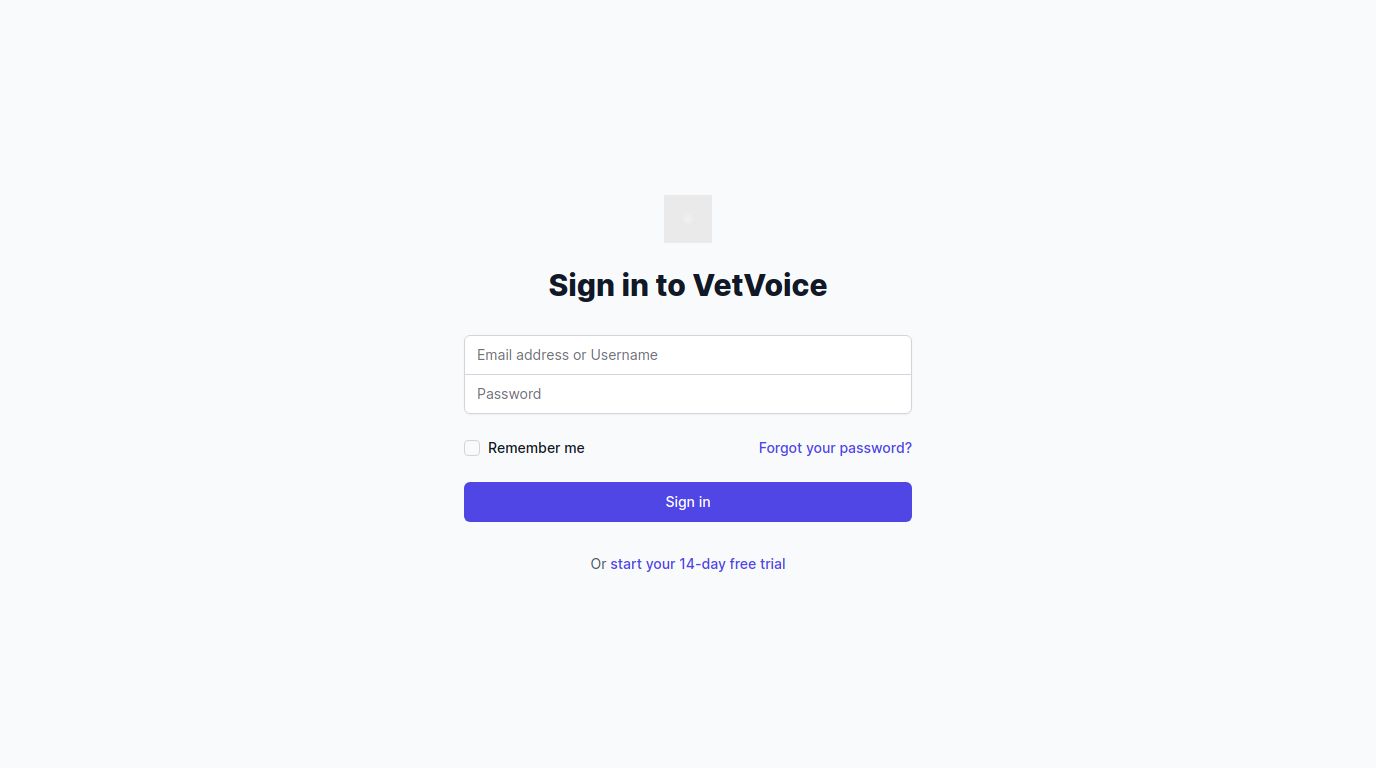 Sign in to VetVoice
Email address or Username
Password
Remember me
Forgot your password?
Sign in
Or start your 14-day free trial